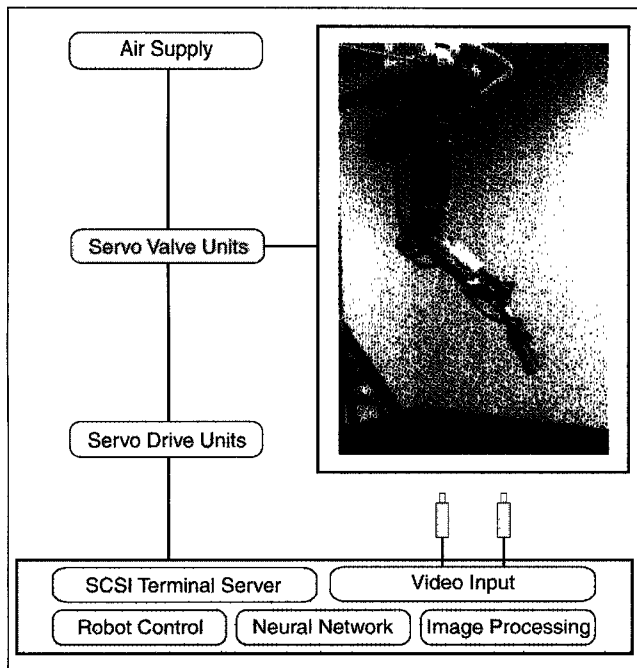 Air Supply
Servo Valve Units
Servo Drive Units
SCSI Terminal Server
Video Input
Robot Control
Neural Network
Image Processing